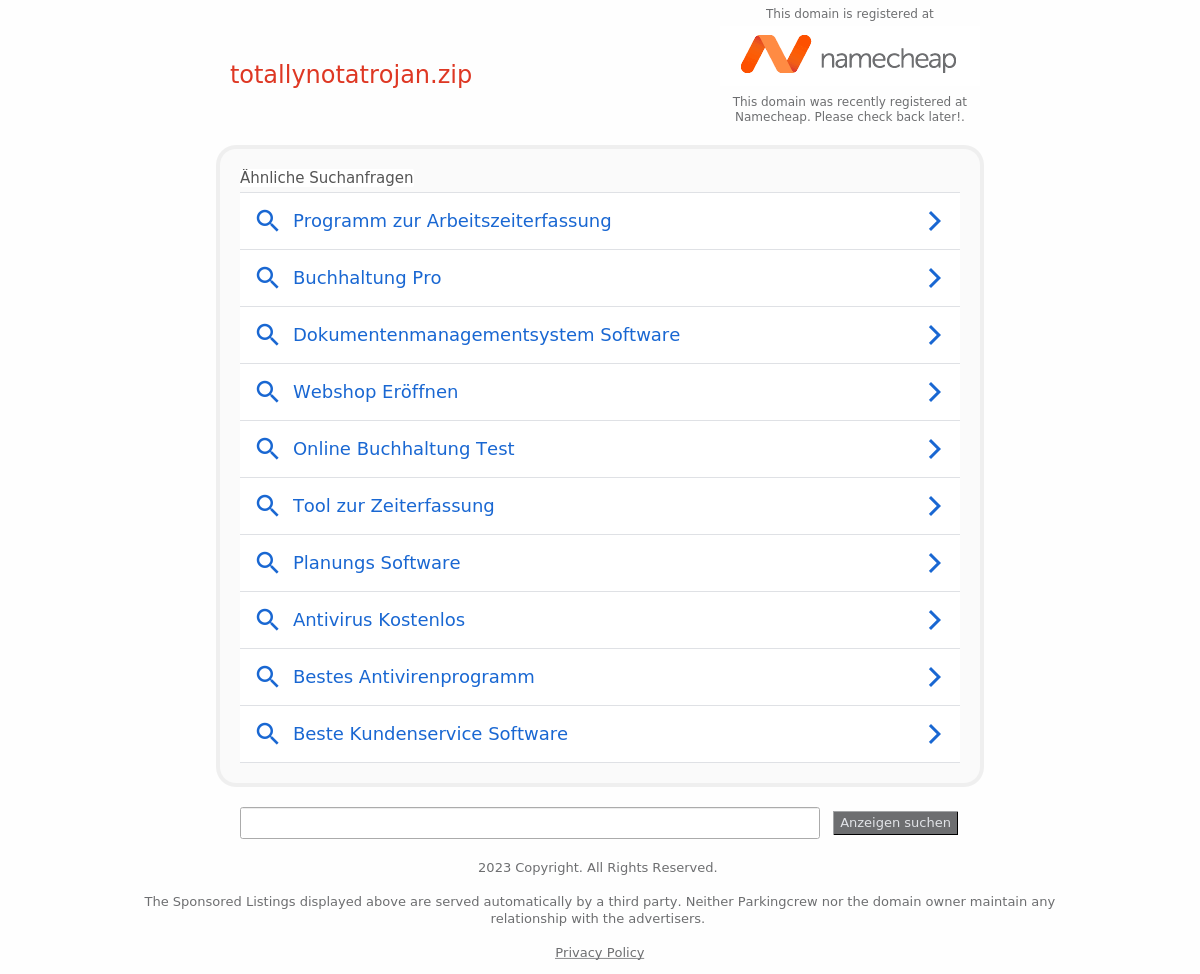 This domain is registered at
namecheap
totallynotatrojan.zip
This domain was recently registered at
Namecheap. Please check back later!.
Ähnliche Suchanfragen
Programm zur Arbeitszeiterfassung
Buchhaltung Pro
Dokumentenmanagementsystem Software
Webshop Eröffnen
Online Buchhaltung Test
Tool zur Zeiterfassung
Planungs Software
Antivirus Kostenlos
Bestes Antivirenprogramm
Beste Kundenservice Software
Anzeigen suchen
2023 Copyright. All Rights Reserved.
The Sponsored Listings displayed above are served automatically by a third party. Neither Parkingcrew nor the domain owner maintain any
relationship with the advertisers.
Privacy Policy